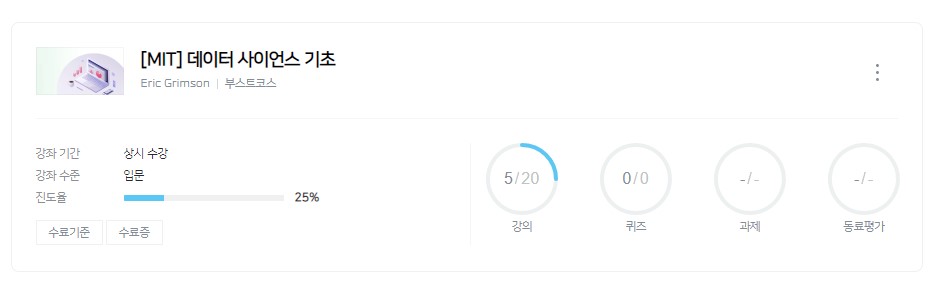 [MIT] 데이터 사이언스 기초
Eric Grimson | 부스트코스
강좌 기간 상시 수강
강좌 수준 입문
진도율 25%
수료기준 수료증
5/20 0/0 -/- -/-
강의 퀴즈 과제 동료평가